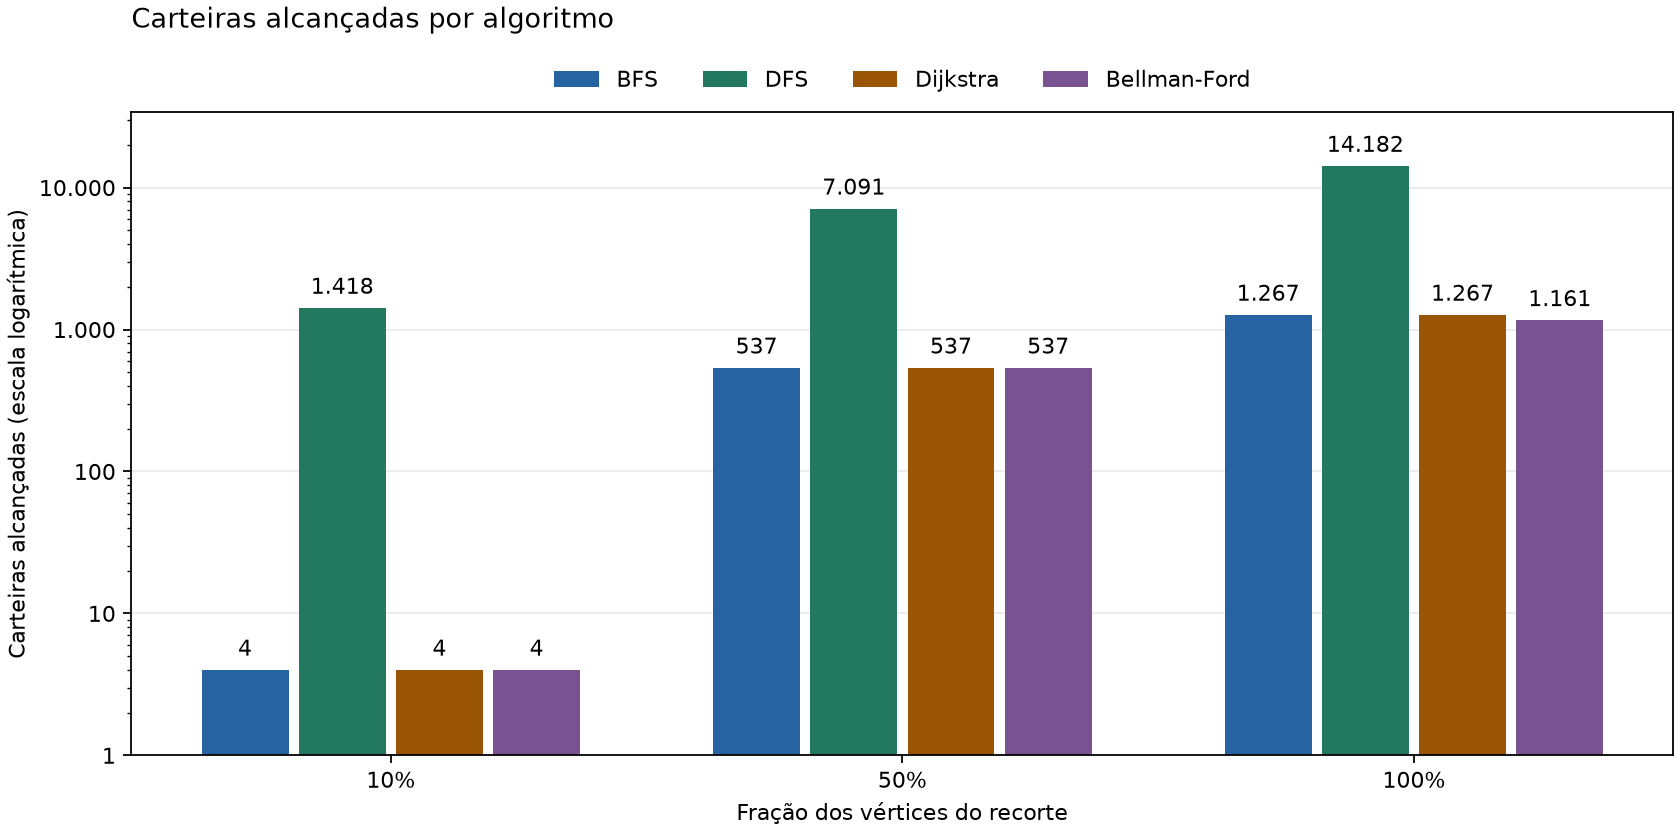 Carteiras alcançadas por algoritmo
BFS DFS Dijkstra Bellman-Ford
Carteiras alcançadas (escala logarítmica)
10.000
1.000
100
10
1
4 1.418 4 4
537 7.091 537 537
1.267 14.182 1.267 1.161
10% 50% 100%
Fração dos vértices do recorte